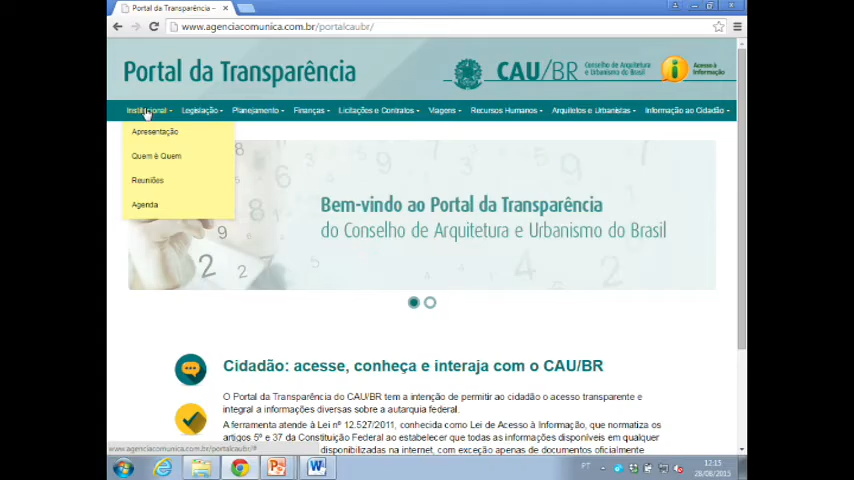 Portal da Transparência –
www.agenciacomunica.com.br/portalcaubr/
Portal da Transparência
CAU/BR
Conselho de Arquitetura
e Urbanismo do Brasil
Acesso à
Informação
Institucional Legislação Planejamento Finanças Licitações e Contratos Viagens Recursos Humanos Arquitetos e Urbanistas Informação ao Cidadão
Apresentação
Quem é Quem
Reuniões
Agenda
Bem-vindo ao Portal da Transparência
do Conselho de Arquitetura e Urbanismo do Brasil
Cidadão: acesse, conheça e interaja com o CAU/BR
O Portal da Transparência do CAU/BR tem a intenção de permitir ao cidadão o acesso transparente e
integral a informações diversas sobre a autarquia federal.
A ferramenta atende à Lei nº 12.527/2011, conhecida como Lei de Acesso à Informação, que normatiza os
artigos 5º e 37 da Constituição Federal ao estabelecer que todas as informações disponíveis em qualquer
disponibilizadas na internet, com exceção apenas de documentos oficialmente
www.agenciacomunica.com.br/portalcaubr/#
PT
12:15
28/08/2015